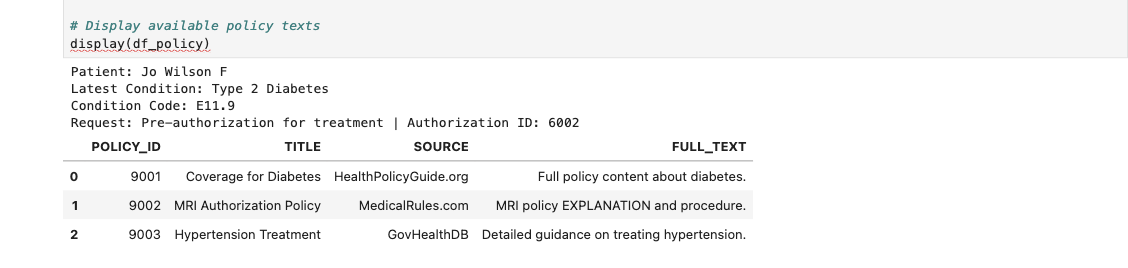 # Display available policy texts
display(df_policy)
Patient: Jo Wilson F
Latest Condition: Type 2 Diabetes
Condition Code: E11.9
Request: Pre-authorization for treatment | Authorization ID: 6002
POLICY_ID TITLE SOURCE FULL_TEXT
0 9001 Coverage for Diabetes HealthPolicyGuide.org Full policy content about diabetes.
1 9002 MRI Authorization Policy MedicalRules.com MRI policy EXPLANATION and procedure.
2 9003 Hypertension Treatment GovHealthDB Detailed guidance on treating hypertension.